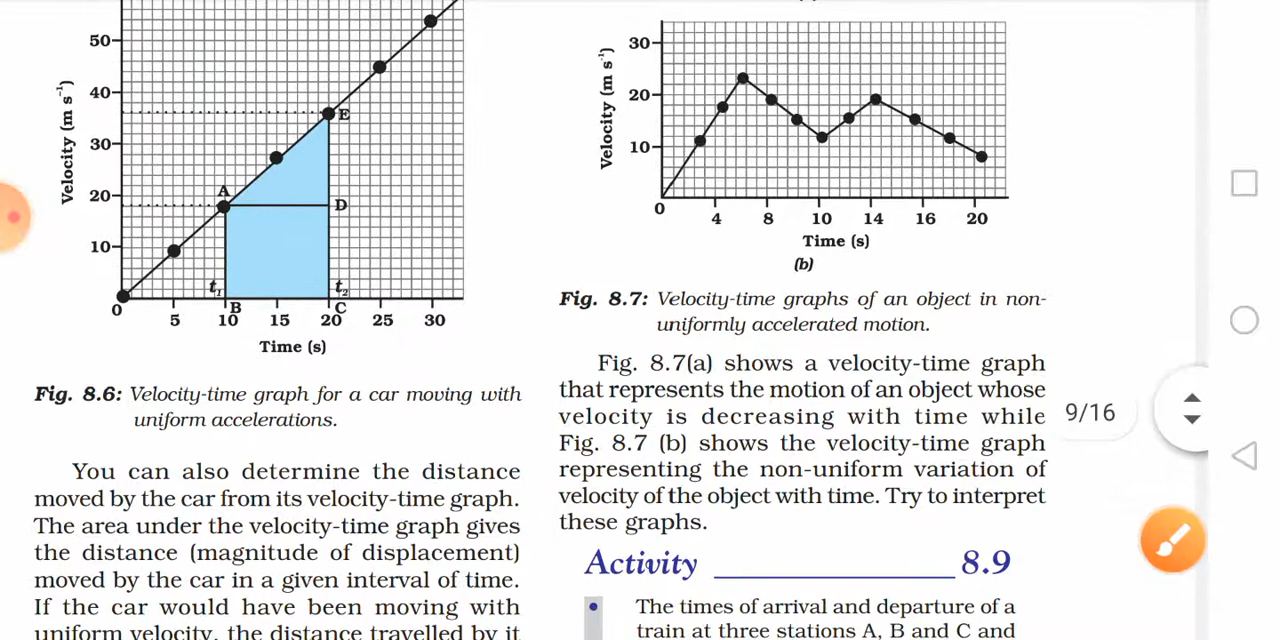 50
40
30
20
10
0
Velocity (m s⁻¹)
A
E
D
t₁
B
t₂
C
5 10 15 20 25 30
Time (s)
Fig. 8.6: Velocity-time graph for a car moving with
uniform accelerations.
You can also determine the distance
moved by the car from its velocity-time graph.
The area under the velocity-time graph gives
the distance (magnitude of displacement)
moved by the car in a given interval of time.
If the car would have been moving with
uniform velocity, the distance travelled by it
30
20
10
0
Velocity (m s⁻¹)
4 8 10 14 16 20
Time (s)
(b)
Fig. 8.7: Velocity-time graphs of an object in non-
uniformly accelerated motion.
Fig. 8.7(a) shows a velocity-time graph
that represents the motion of an object whose
velocity is decreasing with time while
Fig. 8.7 (b) shows the velocity-time graph
representing the non-uniform variation of
velocity of the object with time. Try to interpret
these graphs.
Activity 8.9
• The times of arrival and departure of a
train at three stations A, B and C and
9/16